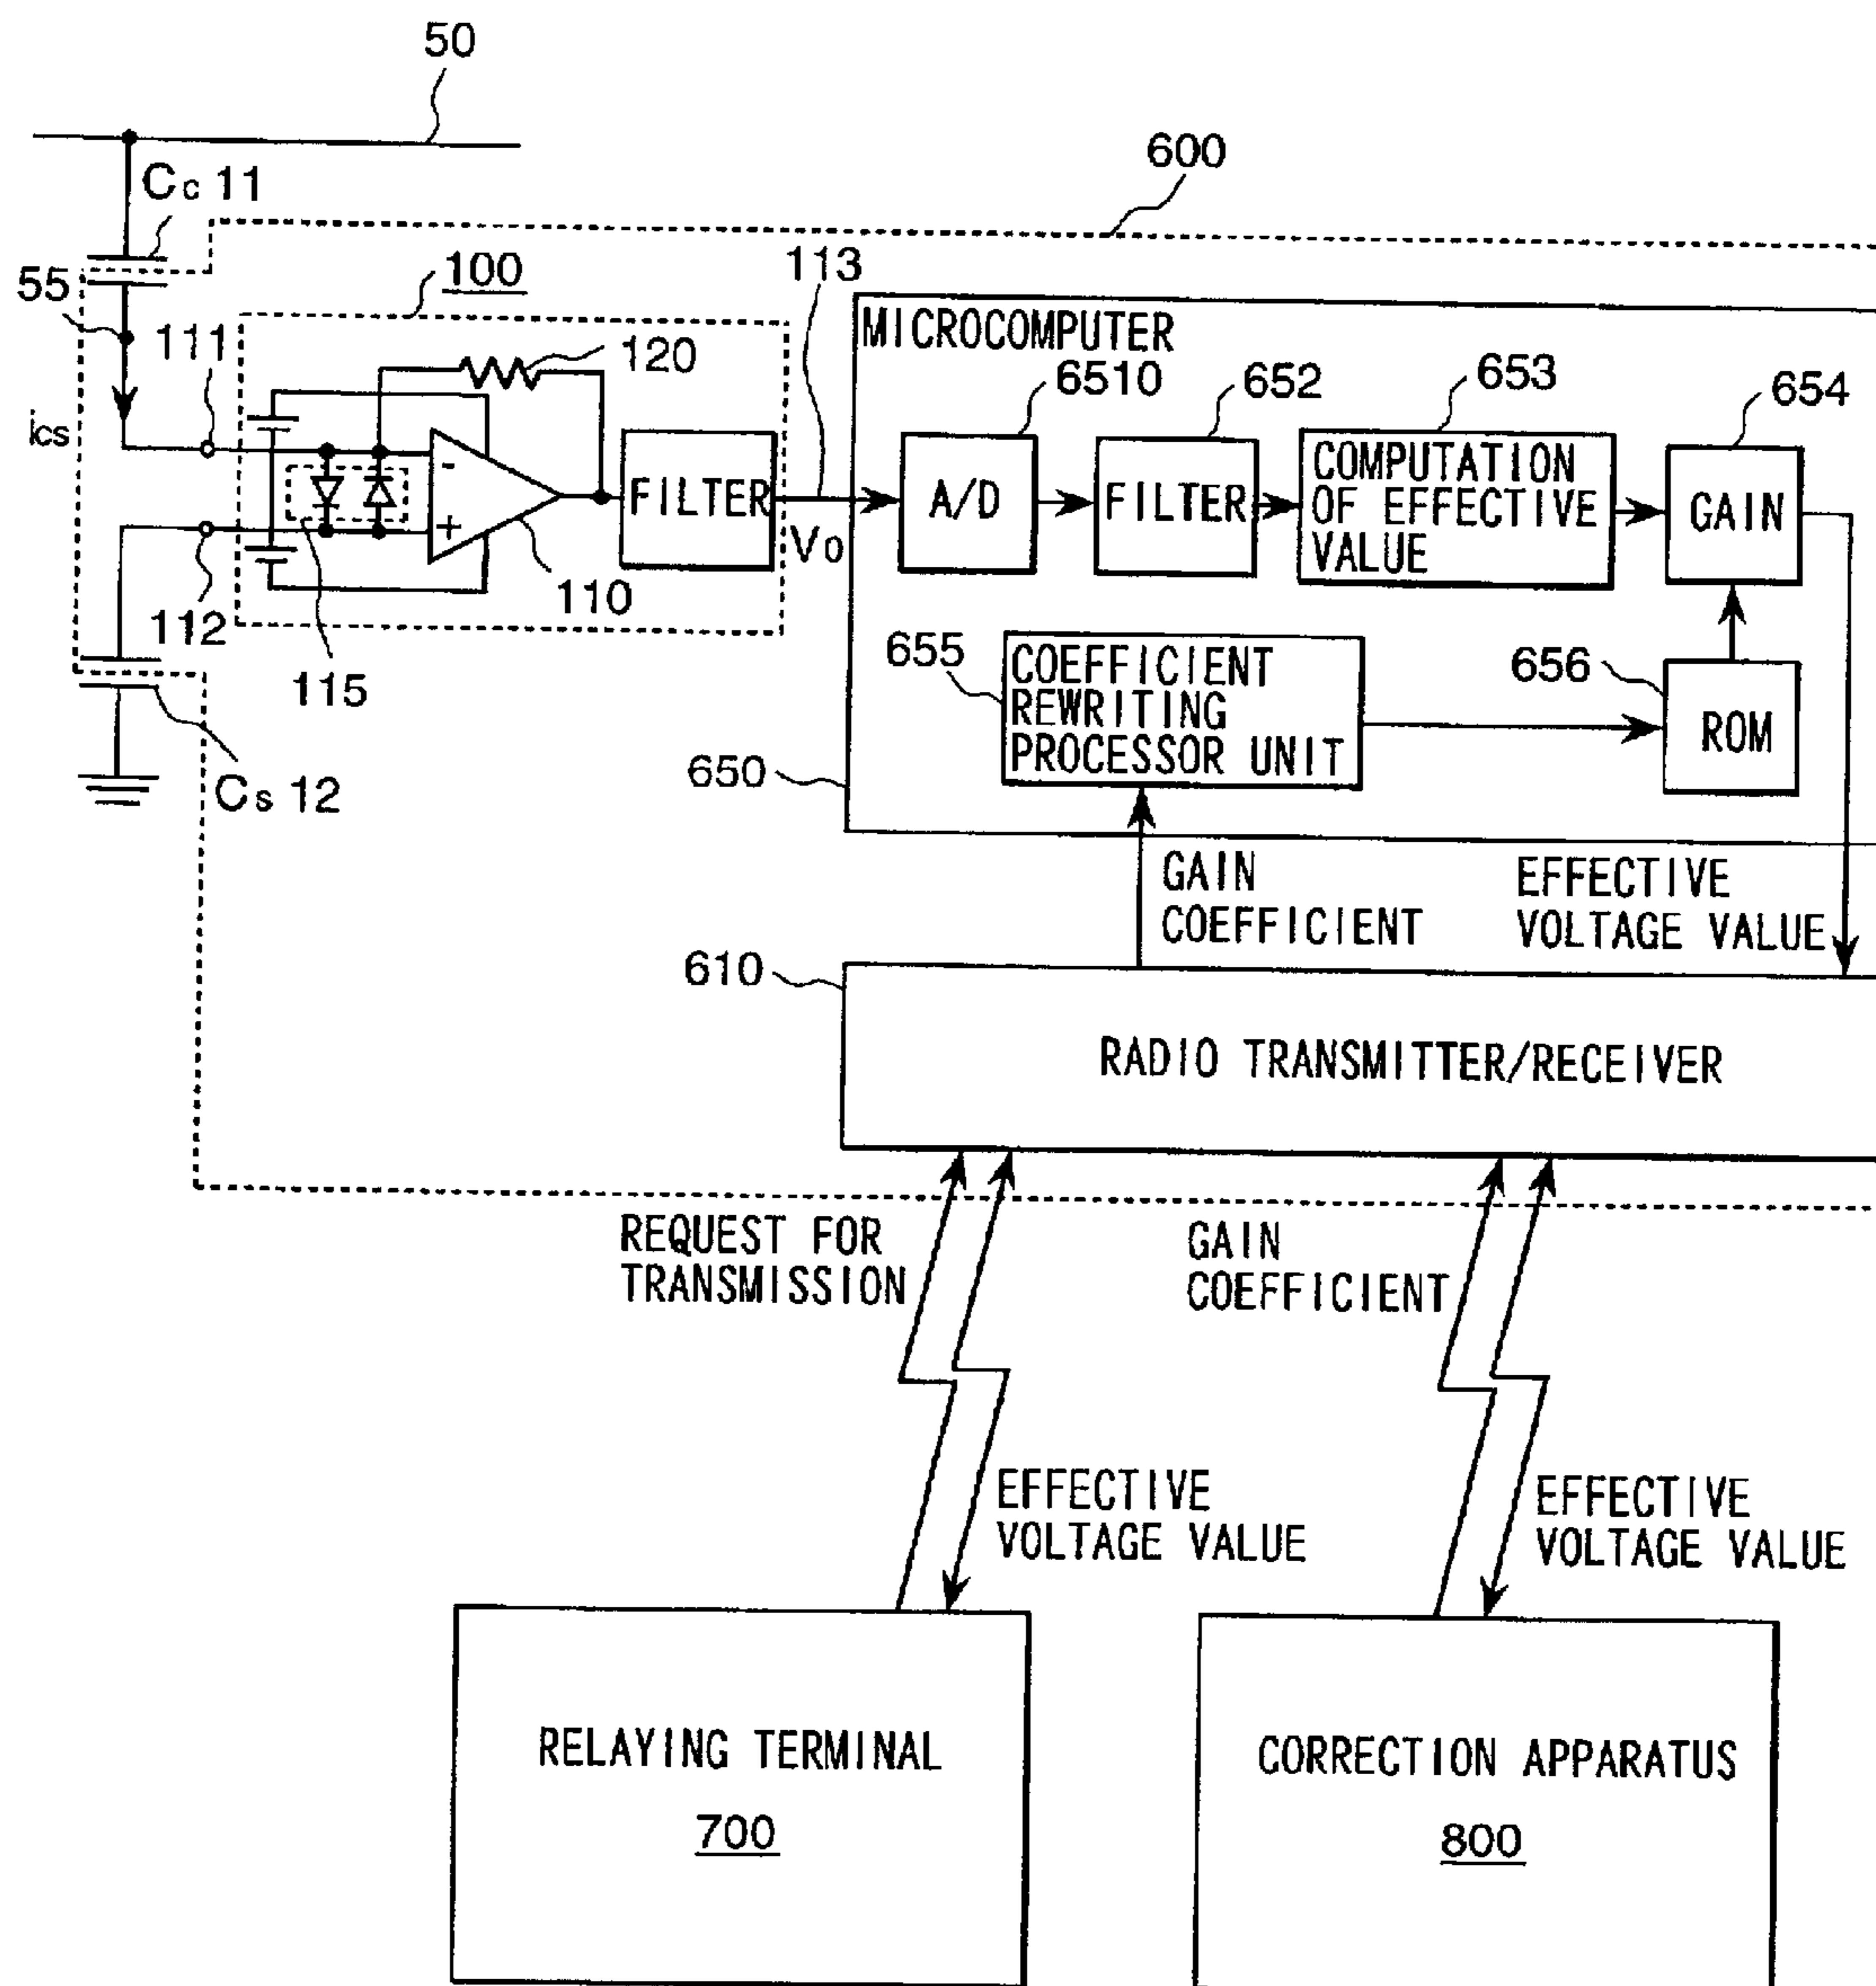 50
600
Cc 11
55
100
113
111
120
MICROCOMPUTER
6510
652
653
654
ics
-
+
FILTER
V0
A/D
FILTER
COMPUTATION
OF EFFECTIVE
VALUE
GAIN
112
110
115
655
COEFFICIENT
REWRITING
PROCESSOR UNIT
656
ROM
650
Cs 12
GAIN
COEFFICIENT
EFFECTIVE
VOLTAGE VALUE
610
RADIO TRANSMITTER/RECEIVER
REQUEST FOR
TRANSMISSION
GAIN
COEFFICIENT
EFFECTIVE
VOLTAGE VALUE
EFFECTIVE
VOLTAGE VALUE
RELAYING TERMINAL
700
CORRECTION APPARATUS
800